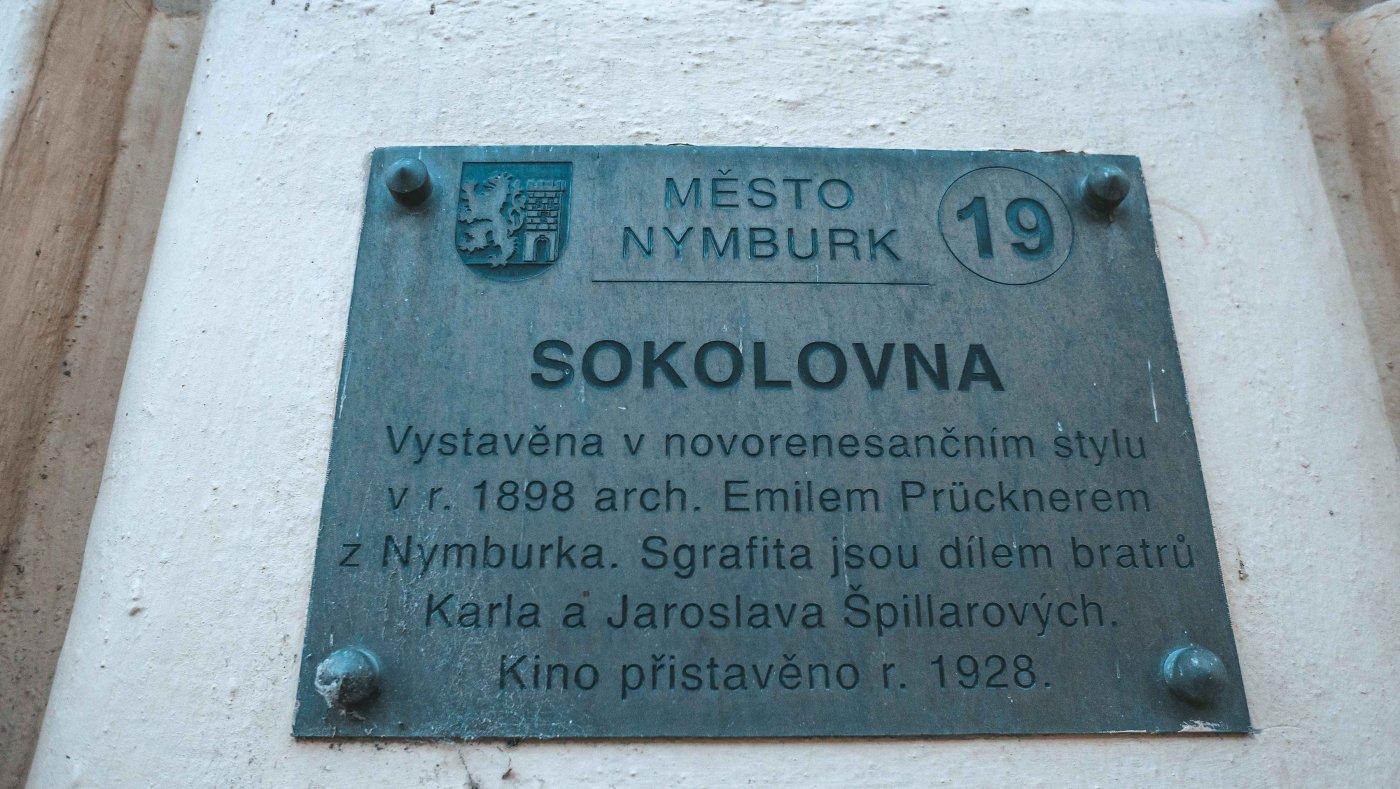 MĚSTO
NYMBURK
19
SOKOLOVNA
Vystavěna v novorenesančním stylu
v r. 1898 arch. Emilem Prücknerem
z Nymburka. Sgrafita jsou dílem bratrů
Karla a Jaroslava Špillarových.
Kino přistavěno r. 1928.